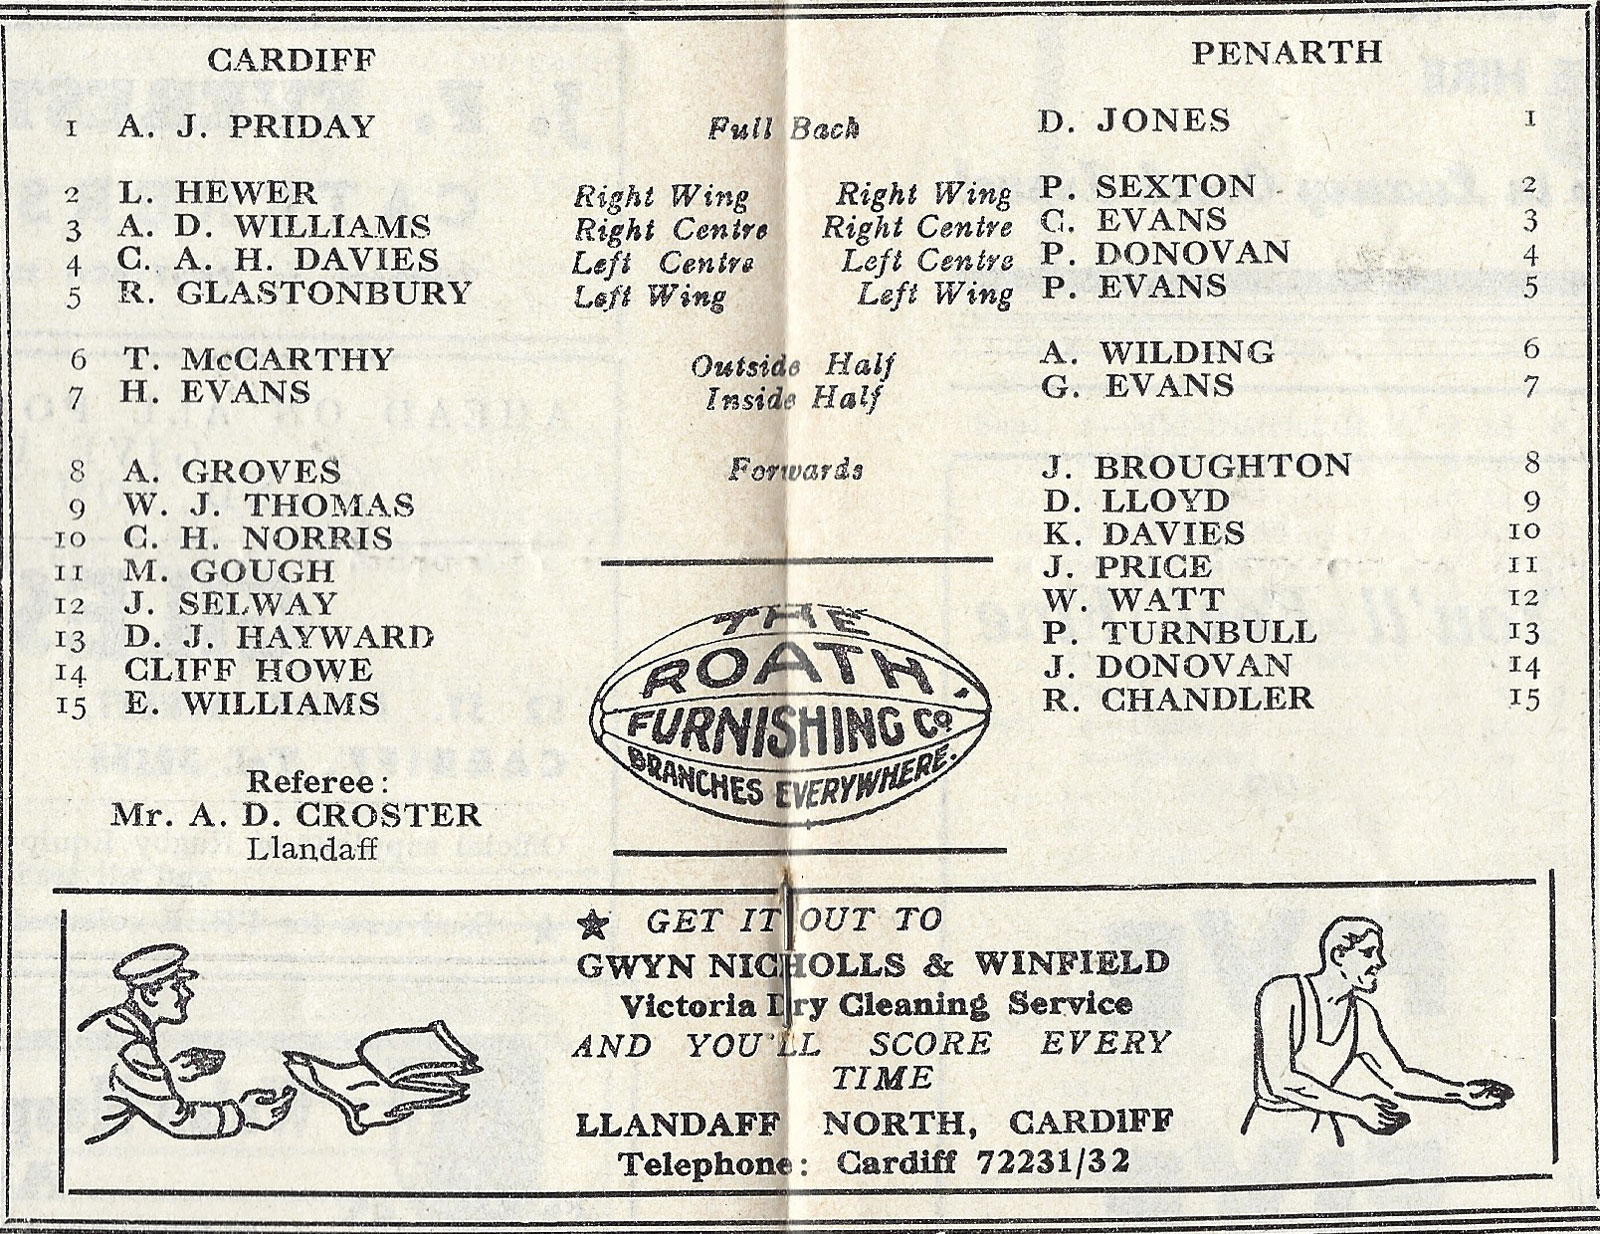 CARDIFF PENARTH
1 A. J. PRIDAY Full Back D. JONES 1
2 L. HEWER Right Wing Right Wing P. SEXTON 2
3 A. D. WILLIAMS Right Centre Right Centre C. EVANS 3
4 C. A. H. DAVIES Left Centre Left Centre P. DONOVAN 4
5 R. GLASTONBURY Left Wing Left Wing P. EVANS 5
6 T. McCARTHY Outside Half A. WILDING 6
7 H. EVANS Inside Half G. EVANS 7
8 A. GROVES Forwards J. BROUGHTON 8
9 W. J. THOMAS D. LLOYD 9
10 C. H. NORRIS K. DAVIES 10
11 M. GOUGH J. PRICE 11
12 J. SELWAY W. WATT 12
13 D. J. HAYWARD P. TURNBULL 13
14 CLIFF HOWE J. DONOVAN 14
15 E. WILLIAMS R. CHANDLER 15
THE
ROATH,
FURNISHING Co
BRANCHES EVERYWHERE.
Referee:
Mr. A. D. CROSTER
Llandaff
★ GET IT OUT TO
GWYN NICHOLLS & WINFIELD
Victoria Dry Cleaning Service
AND YOU'LL SCORE EVERY
TIME
LLANDAFF NORTH, CARDIFF
Telephone: Cardiff 72231/32